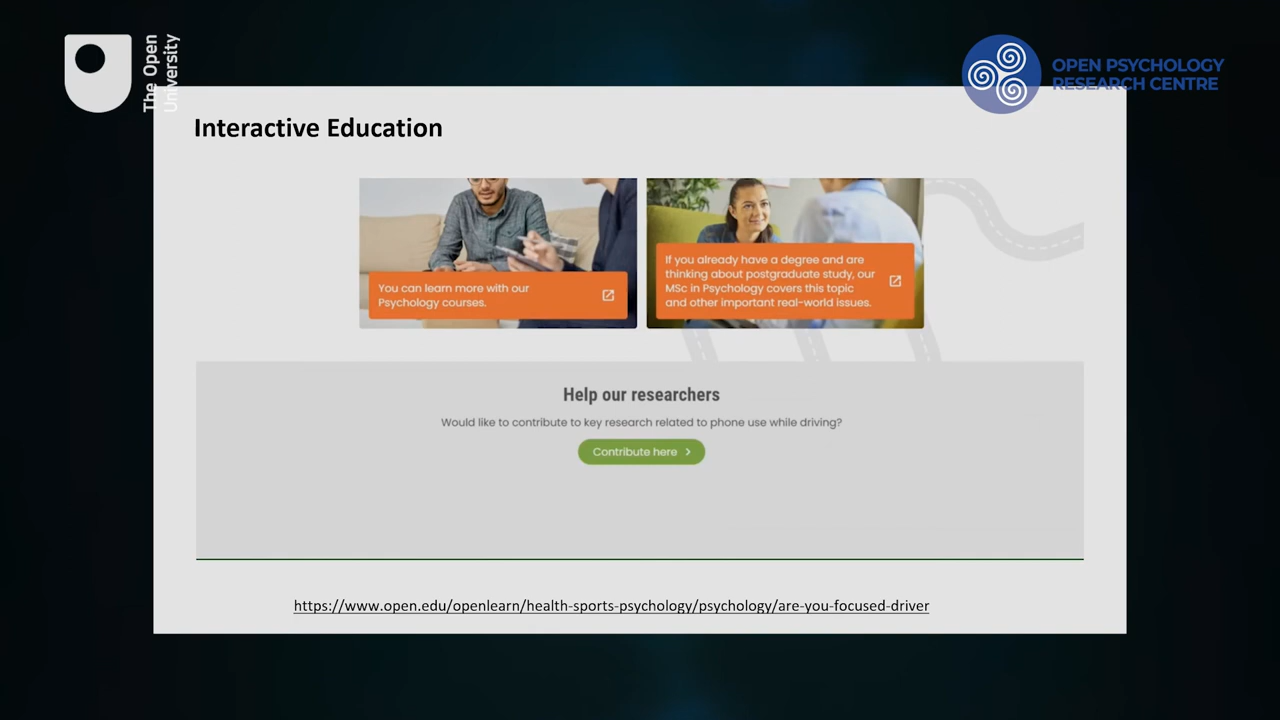 The Open
University
OPEN PSYCHOLOGY
RESEARCH CENTRE
Interactive Education
You can learn more with our
Psychology courses.
If you already have a degree and are
thinking about postgraduate study, our
MSc in Psychology covers this topic
and other important real-world issues.
Help our researchers
Would like to contribute to key research related to phone use while driving?
Contribute here
https://www.open.edu/openlearn/health-sports-psychology/psychology/are-you-focused-driver